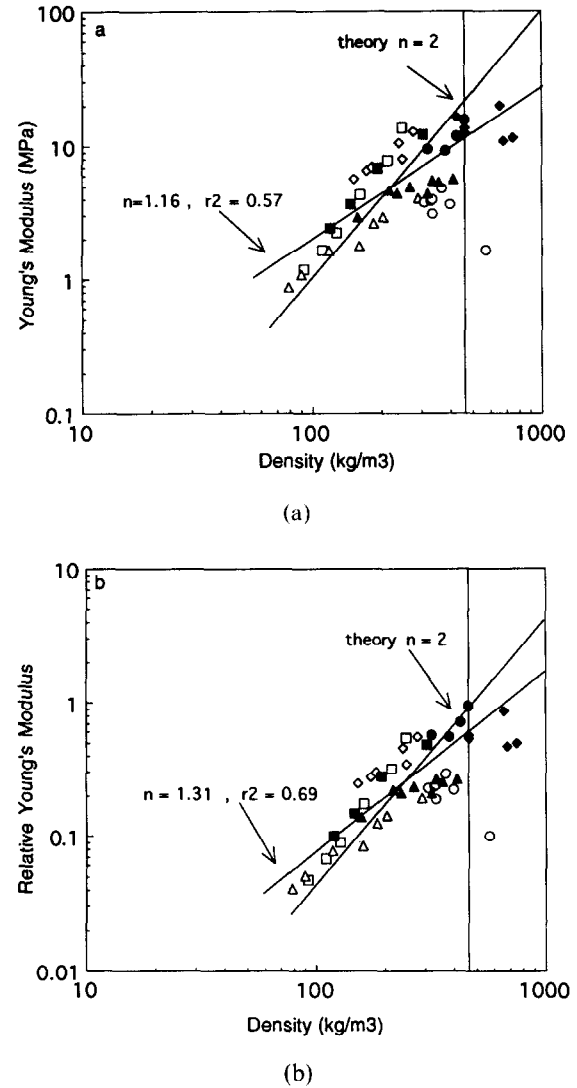 a
100
theory n = 2
10
n=1.16 , r2 = 0.57
1
0.1
Young's Modulus (MPa)
10
100
1000
Density (kg/m3)
(a)
b
10
theory n = 2
1
n = 1.31 , r2 = 0.69
0.1
0.01
Relative Young's Modulus
10
100
1000
Density (kg/m3)
(b)